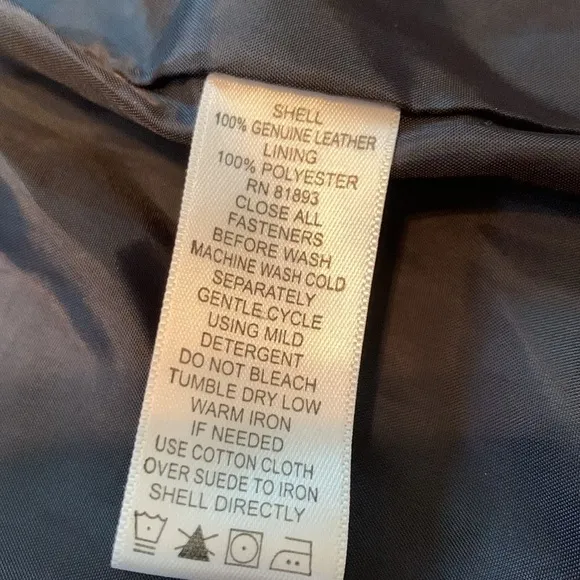 SHELL
100% GENUINE LEATHER
LINING
100% POLYESTER
RN 81893
CLOSE ALL
FASTENERS
BEFORE WASH
MACHINE WASH COLD
SEPARATELY
GENTLE CYCLE
USING MILD
DETERGENT
DO NOT BLEACH
TUMBLE DRY LOW
WARM IRON
IF NEEDED
USE COTTON CLOTH
OVER SUEDE TO IRON
SHELL DIRECTLY